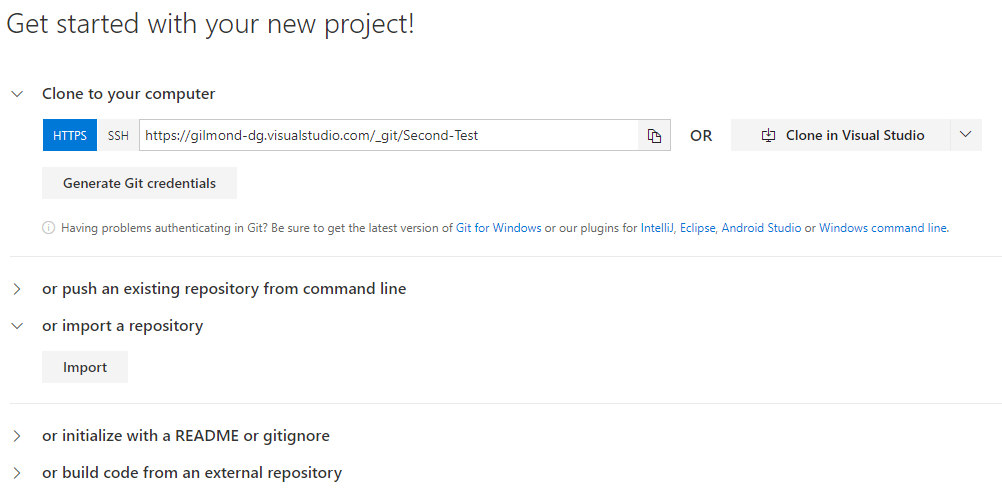 Get started with your new project!
Clone to your computer
HTTPS SSH https://gilmond-dg.visualstudio.com/_git/Second-Test OR Clone in Visual Studio
Generate Git credentials
Having problems authenticating in Git? Be sure to get the latest version of Git for Windows or our plugins for IntelliJ, Eclipse, Android Studio or Windows command line.
or push an existing repository from command line
or import a repository
Import
or initialize with a README or gitignore
or build code from an external repository